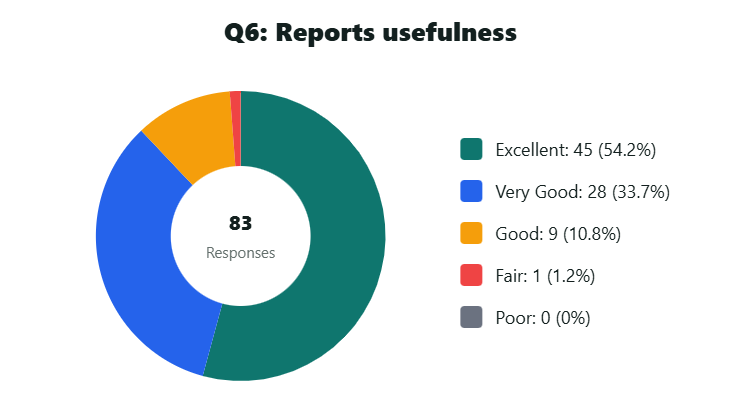 Q6: Reports usefulness
83
Responses
Excellent: 45 (54.2%)
Very Good: 28 (33.7%)
Good: 9 (10.8%)
Fair: 1 (1.2%)
Poor: 0 (0%)